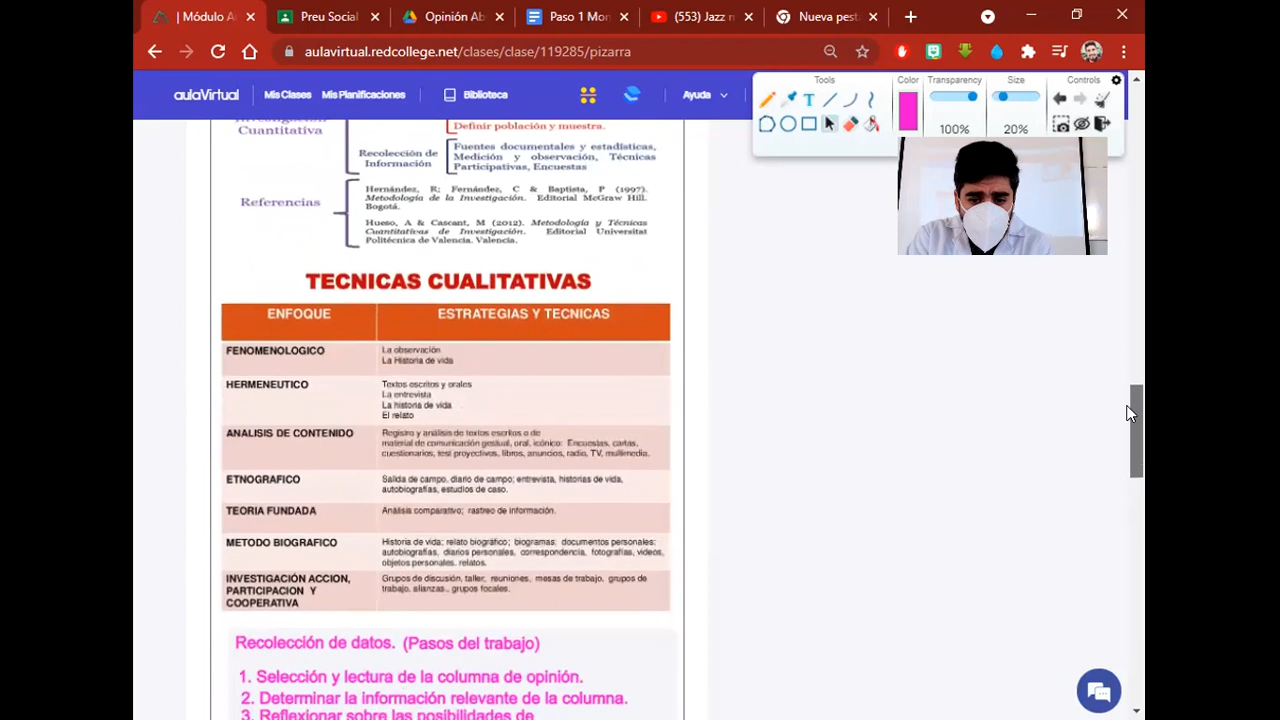 | Módulo A
Preu Social
Opinión Ab
Paso 1 Mon
(553) Jazz m
Nueva pest
aulavirtual.redcollege.net/clases/clase/119285/pizarra
aulaVirtual
Mis Clases
Mis Planificaciones
Biblioteca
Ayuda
Tools
Color
Transparency
Size
Controls
100%
20%
Investigación
Cuantitativa
Definir población y muestra.
Recolección de
Información
Fuentes documentales y estadísticas,
Medición y observación, Técnicas
Participativas, Encuestas
Referencias
Hernández, R; Fernández, C & Baptista, P (1997).
Metodología de la Investigación. Editorial McGraw Hill.
Bogotá.
Hueso, A & Cascant, M (2012). Metodología y Técnicas
Cuantitativas de Investigación. Editorial Universitat
Politécnica de Valencia. Valencia.
TECNICAS CUALITATIVAS
ENFOQUE
ESTRATEGIAS Y TECNICAS
FENOMENOLOGICO
La observación
La Historia de vida
HERMENEUTICO
Textos escritos y orales
La entrevista
La historia de vida
El relato
ANALISIS DE CONTENIDO
Registro y análisis de textos escritos o de
material de comunicación gestual, oral, icónico: Encuestas, cartas,
cuestionarios, test proyectivos, libros, anuncios, radio, TV, multimedia.
ETNOGRAFICO
Salida de campo, diario de campo; entrevista, historias de vida,
autobiografías, estudios de caso.
TEORIA FUNDADA
Análisis comparativo; rastreo de información.
METODO BIOGRAFICO
Historia de vida; relato biográfico; biogramas; documentos personales:
autobiografías, diarios personales, correspondencia, fotografías, videos,
objetos personales, relatos.
INVESTIGACIÓN ACCION,
PARTICIPACION Y
COOPERATIVA
Grupos de discusión, taller, reuniones, mesas de trabajo, grupos de
trabajo, alianzas., grupos focales.
Recolección de datos. (Pasos del trabajo)
1. Selección y lectura de la columna de opinión.
2. Determinar la información relevante de la columna.
3. Reflexionar sobre las posibilidades de